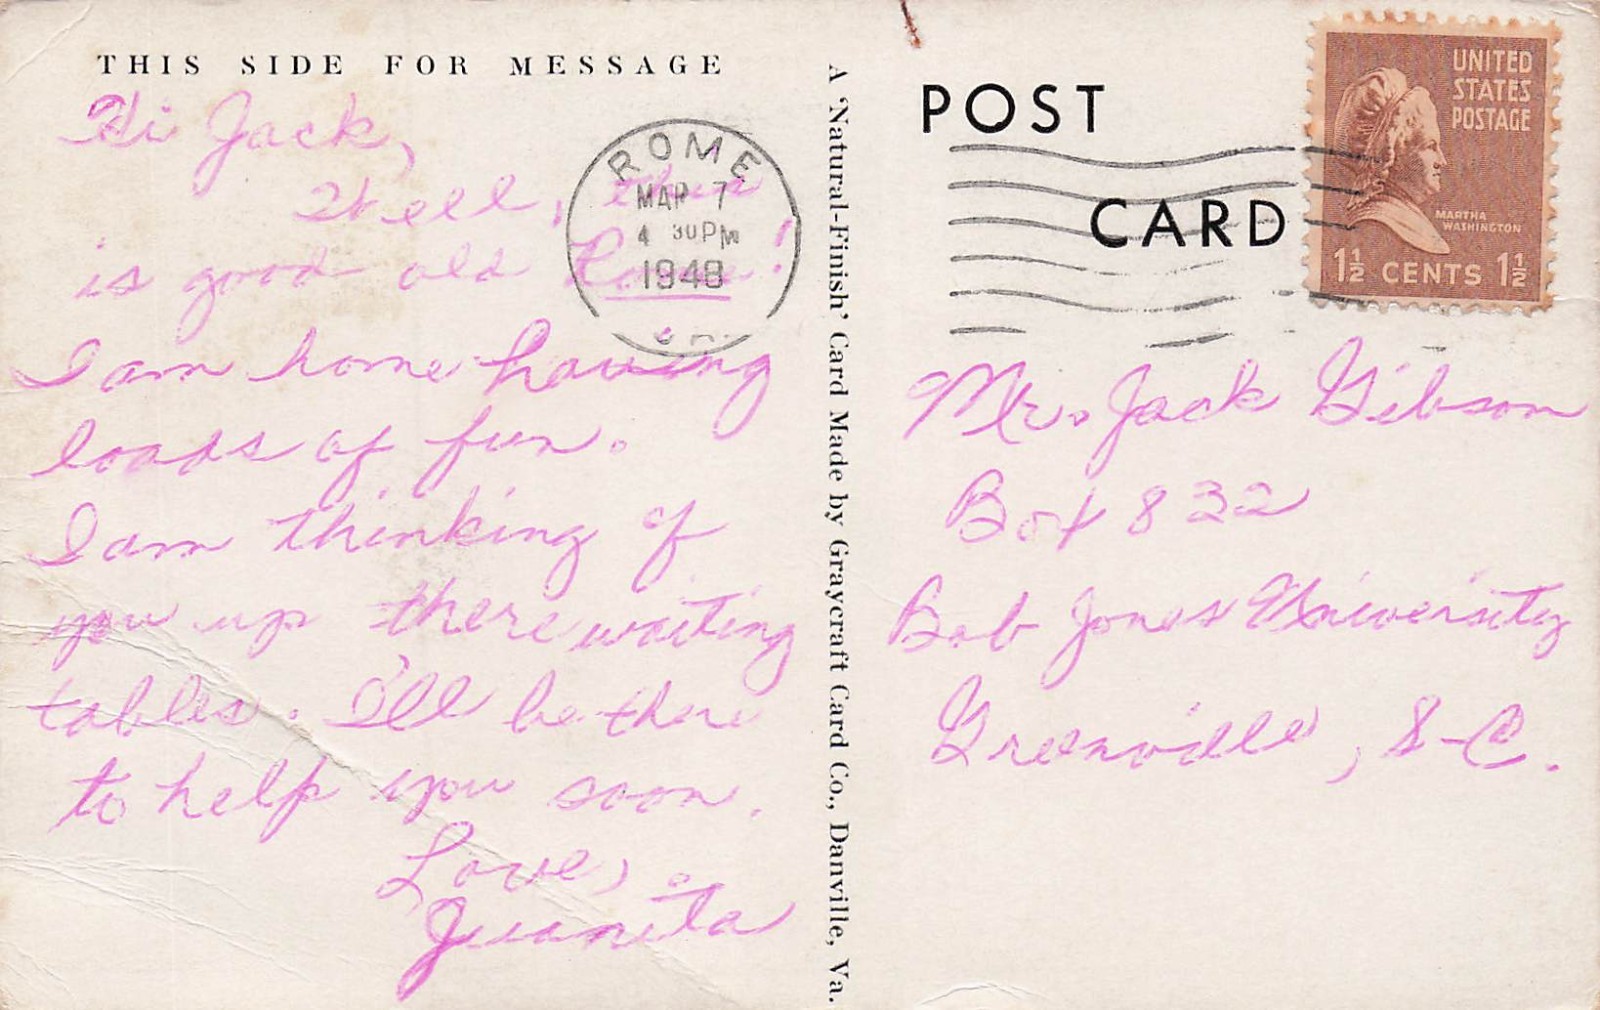 THIS SIDE FOR MESSAGE
Hi Jack,
Well, this
is good old Rome!
I am home having
loads of fun.
I am thinking of
you up there waiting
tables. I'll be there
to help you soon.
Love,
Juanita
ROME
MAR 7
4 30 PM
1948
A 'Natural-Finish' Card Made by Graycraft Card Co., Danville, Va.
POST
CARD
UNITED
STATES
POSTAGE
MARTHA
WASHINGTON
1½ CENTS 1½
Mr. Jack Gibson
Box 832
Bob Jones University
Greenville, S.C.